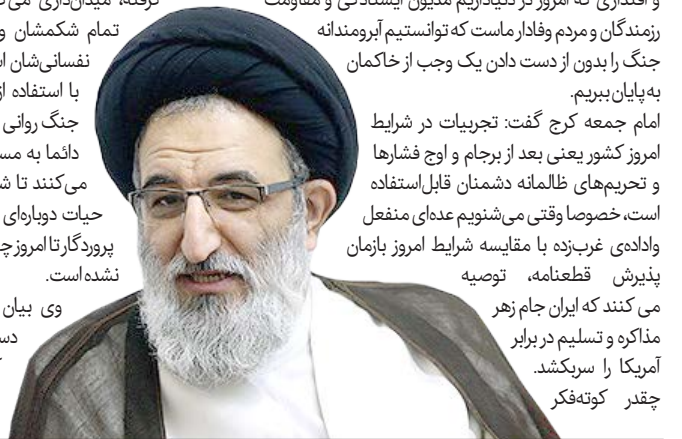 و اقتداری که امروز در دنیا داریم مدیون ایستادگی و مقاومت
رزمندگان و مردم وفادار ماست که توانستیم آبرومندانه
جنگ را بدون از دست دادن یک وجب از خاکمان
به پایان ببریم.
امام جمعه کرج گفت: تجربیات در شرایط
امروز کشور یعنی بعد از برجام و اوج فشارها
و تحریم‌های ظالمانه دشمنان قابل استفاده
است، خصوصا وقتی می‌شنویم عده‌ای منفعل
واداده‌ی غرب‌زده با مقایسه شرایط امروز بازمان
پذیرش قطعنامه، توصیه
می کنند که ایران جام زهر
مذاکره و تسلیم در برابر
آمریکا را سربکشد.
چقدر کوته‌فکر
گرفته، میدان‌داری
تمام شکمشان و
نفسانی‌شان
با استفاده از
جنگ روانی
دائما به
می‌کنند تا
حیات دوباره‌ای
پروردگار تا امروز
نشده است.
وی بیان